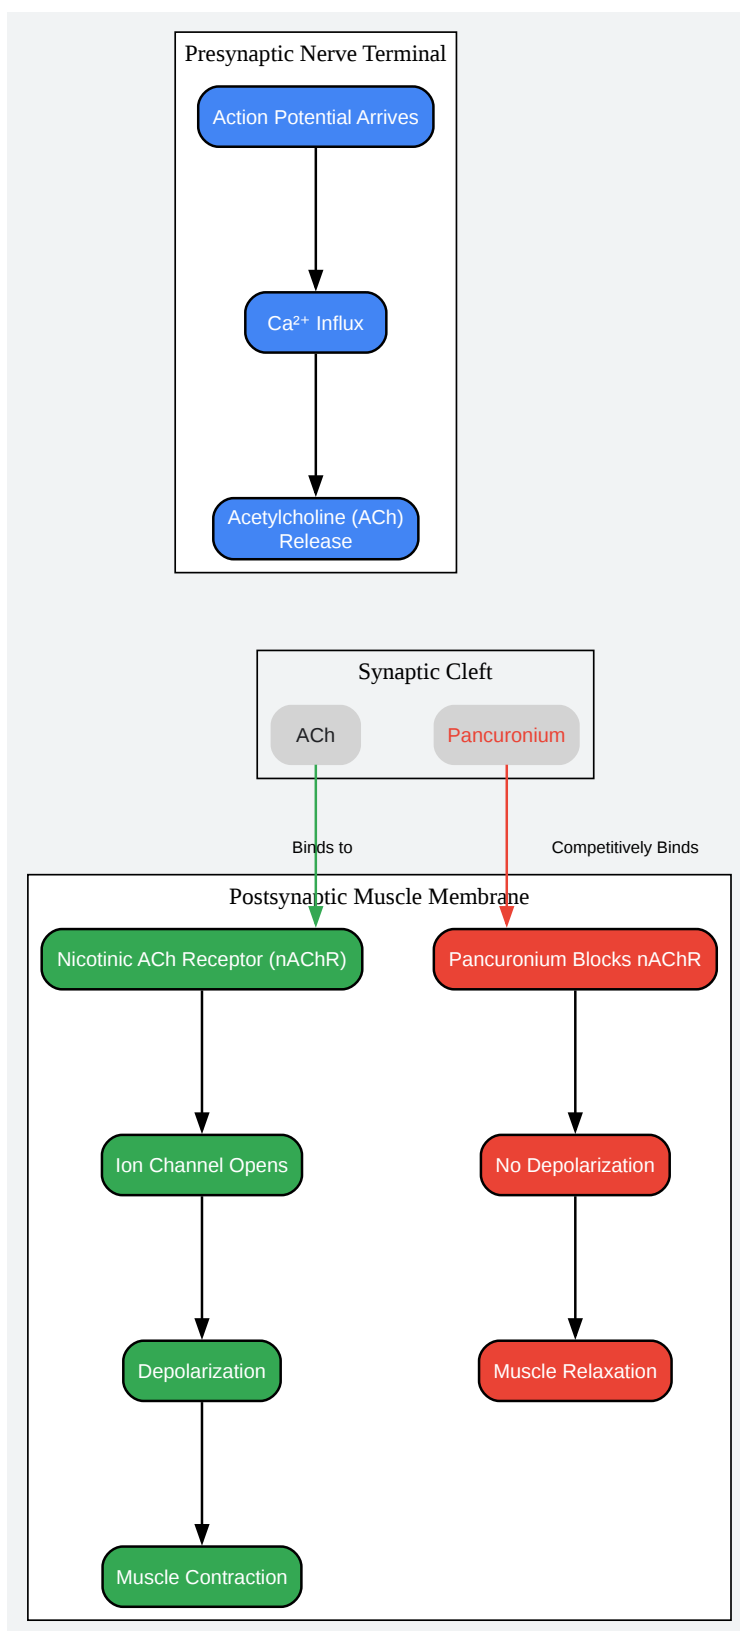 Presynaptic Nerve Terminal
Action Potential Arrives
Ca²⁺ Influx
Acetylcholine (ACh)
Release
Synaptic Cleft
ACh
Pancuronium
Binds to
Competitively Binds
Postsynaptic Muscle Membrane
Nicotinic ACh Receptor (nAChR)
Pancuronium Blocks nAChR
Ion Channel Opens
No Depolarization
Depolarization
Muscle Relaxation
Muscle Contraction